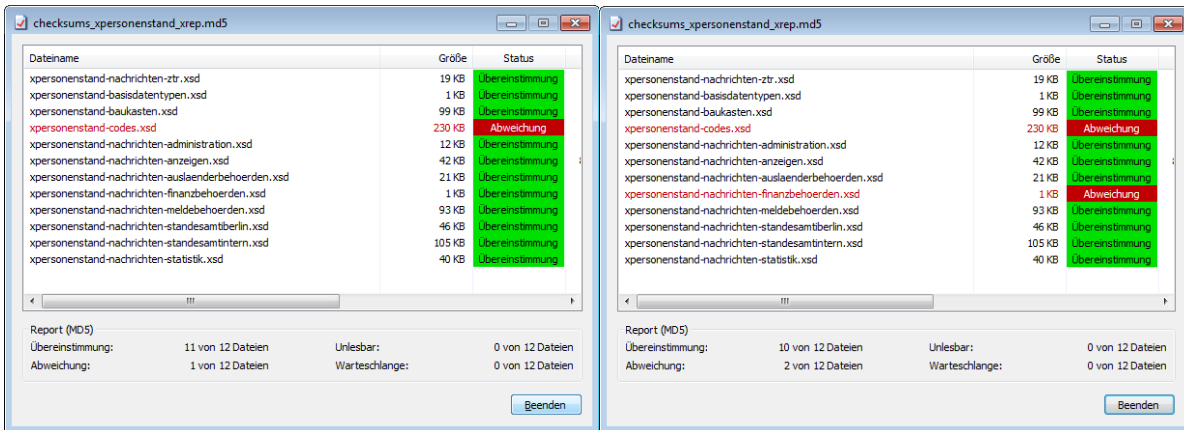 checksums_xpersonenstand_xrep.md5
Dateiname Größe Status
xpersonenstand-nachrichten-ztr.xsd 19 KB Übereinstimmung
xpersonenstand-basisdatentypen.xsd 1 KB Übereinstimmung
xpersonenstand-baukasten.xsd 99 KB Übereinstimmung
xpersonenstand-codes.xsd 230 KB Abweichung
xpersonenstand-nachrichten-administration.xsd 12 KB Übereinstimmung
xpersonenstand-nachrichten-anzeigen.xsd 42 KB Übereinstimmung
xpersonenstand-nachrichten-auslaenderbehoerden.xsd 21 KB Übereinstimmung
xpersonenstand-nachrichten-finanzbehoerden.xsd 1 KB Übereinstimmung
xpersonenstand-nachrichten-meldebehoerden.xsd 93 KB Übereinstimmung
xpersonenstand-nachrichten-standesamtiberlin.xsd 46 KB Übereinstimmung
xpersonenstand-nachrichten-standesamtintern.xsd 105 KB Übereinstimmung
xpersonenstand-nachrichten-statistik.xsd 40 KB Übereinstimmung
Report (MD5)
Übereinstimmung: 11 von 12 Dateien Unlesbar: 0 von 12 Dateien
Abweichung: 1 von 12 Dateien Warteschlange: 0 von 12 Dateien
Beenden
checksums_xpersonenstand_xrep.md5
Dateiname Größe Status
xpersonenstand-nachrichten-ztr.xsd 19 KB Übereinstimmung
xpersonenstand-basisdatentypen.xsd 1 KB Übereinstimmung
xpersonenstand-baukasten.xsd 99 KB Übereinstimmung
xpersonenstand-codes.xsd 230 KB Abweichung
xpersonenstand-nachrichten-administration.xsd 12 KB Übereinstimmung
xpersonenstand-nachrichten-anzeigen.xsd 42 KB Übereinstimmung
xpersonenstand-nachrichten-auslaenderbehoerden.xsd 21 KB Übereinstimmung
xpersonenstand-nachrichten-finanzbehoerden.xsd 1 KB Abweichung
xpersonenstand-nachrichten-meldebehoerden.xsd 93 KB Übereinstimmung
xpersonenstand-nachrichten-standesamtiberlin.xsd 46 KB Übereinstimmung
xpersonenstand-nachrichten-standesamtintern.xsd 105 KB Übereinstimmung
xpersonenstand-nachrichten-statistik.xsd 40 KB Übereinstimmung
Report (MD5)
Übereinstimmung: 10 von 12 Dateien Unlesbar: 0 von 12 Dateien
Abweichung: 2 von 12 Dateien Warteschlange: 0 von 12 Dateien
Beenden